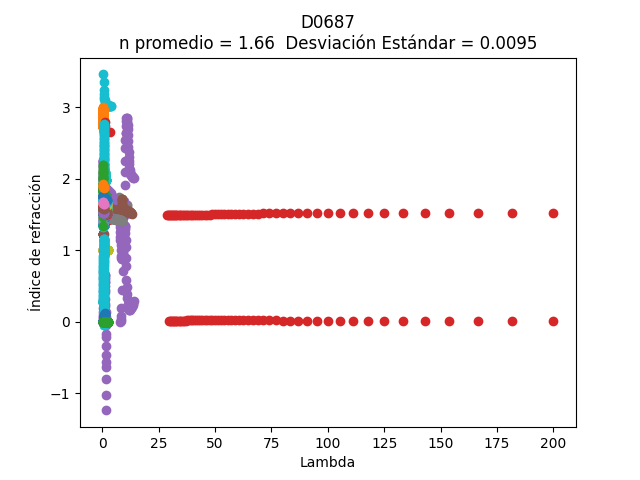 D0687
n promedio = 1.66  Desviación Estándar = 0.0095
Índice de refracción
3
2
1
0
−1
0 25 50 75 100 125 150 175 200
Lambda